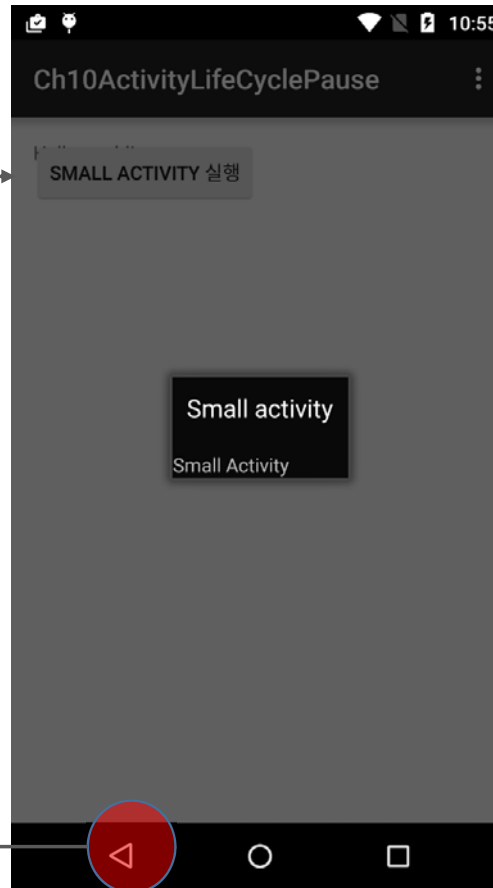 10:55
Ch10ActivityLifeCyclePause
SMALL ACTIVITY 실행
Small activity
Small Activity